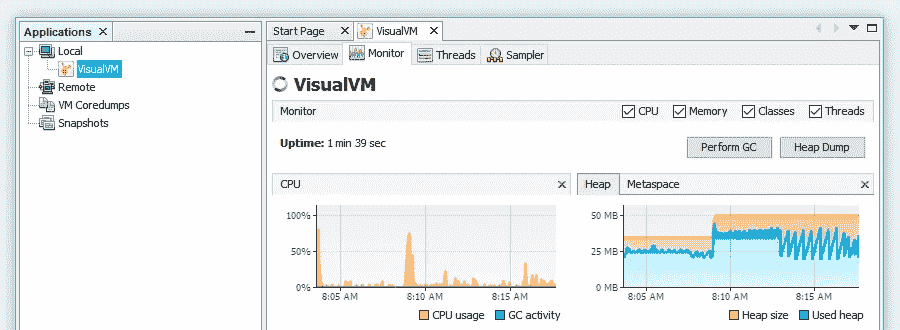 Applications
Local
VisualVM
Remote
VM Coredumps
Snapshots
Start Page VisualVM
Overview Monitor Threads Sampler
VisualVM
Monitor CPU Memory Classes Threads
Uptime: 1 min 39 sec Perform GC Heap Dump
CPU Heap Metaspace
100% 50 MB
50% 25 MB
0% 0 MB
8:05 AM 8:10 AM 8:15 AM 8:05 AM 8:10 AM 8:15 AM
CPU usage GC activity Heap size Used heap